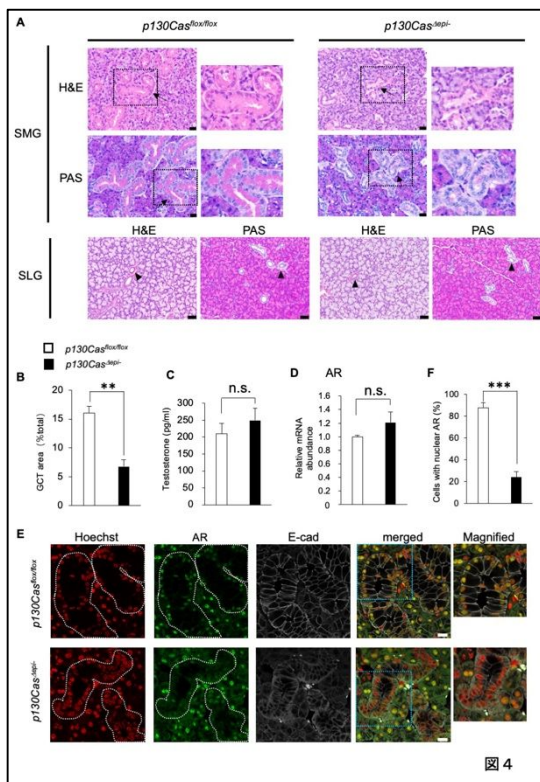 A
p130Cas^flox/flox
p130Cas^Δepi-
H&E
SMG
PAS
H&E
PAS
H&E
PAS
SLG
p130Cas^flox/flox
p130Cas^Δepi-
B
GCT area (%total)
20
15
10
5
0
**
C
Testosterone (pg/ml)
300
250
200
150
100
50
0
n.s.
D
AR
Relative mRNA
abundance
1.4
1.2
1.0
0.8
0.6
0.4
0.2
0
n.s.
F
Cells with nuclear AR (%)
100
80
60
40
20
0
***
E
Hoechst
AR
E-cad
merged
Magnified
p130Cas^flox/flox
p130Cas^Δepi-
図 4